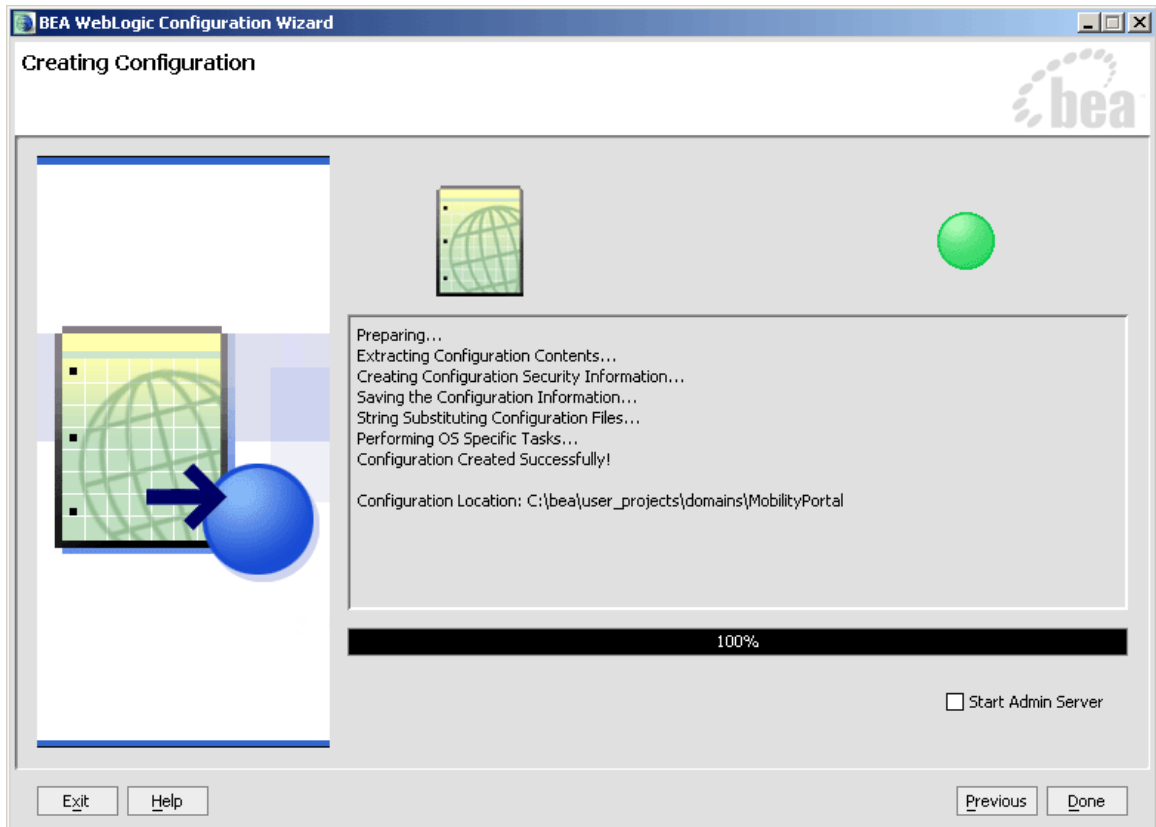 BEA WebLogic Configuration Wizard
Creating Configuration
bea
Preparing...
Extracting Configuration Contents...
Creating Configuration Security Information...
Saving the Configuration Information...
String Substituting Configuration Files...
Performing OS Specific Tasks...
Configuration Created Successfully!
Configuration Location: C:\bea\user_projects\domains\MobilityPortal
100%
Start Admin Server
Exit Help Previous Done